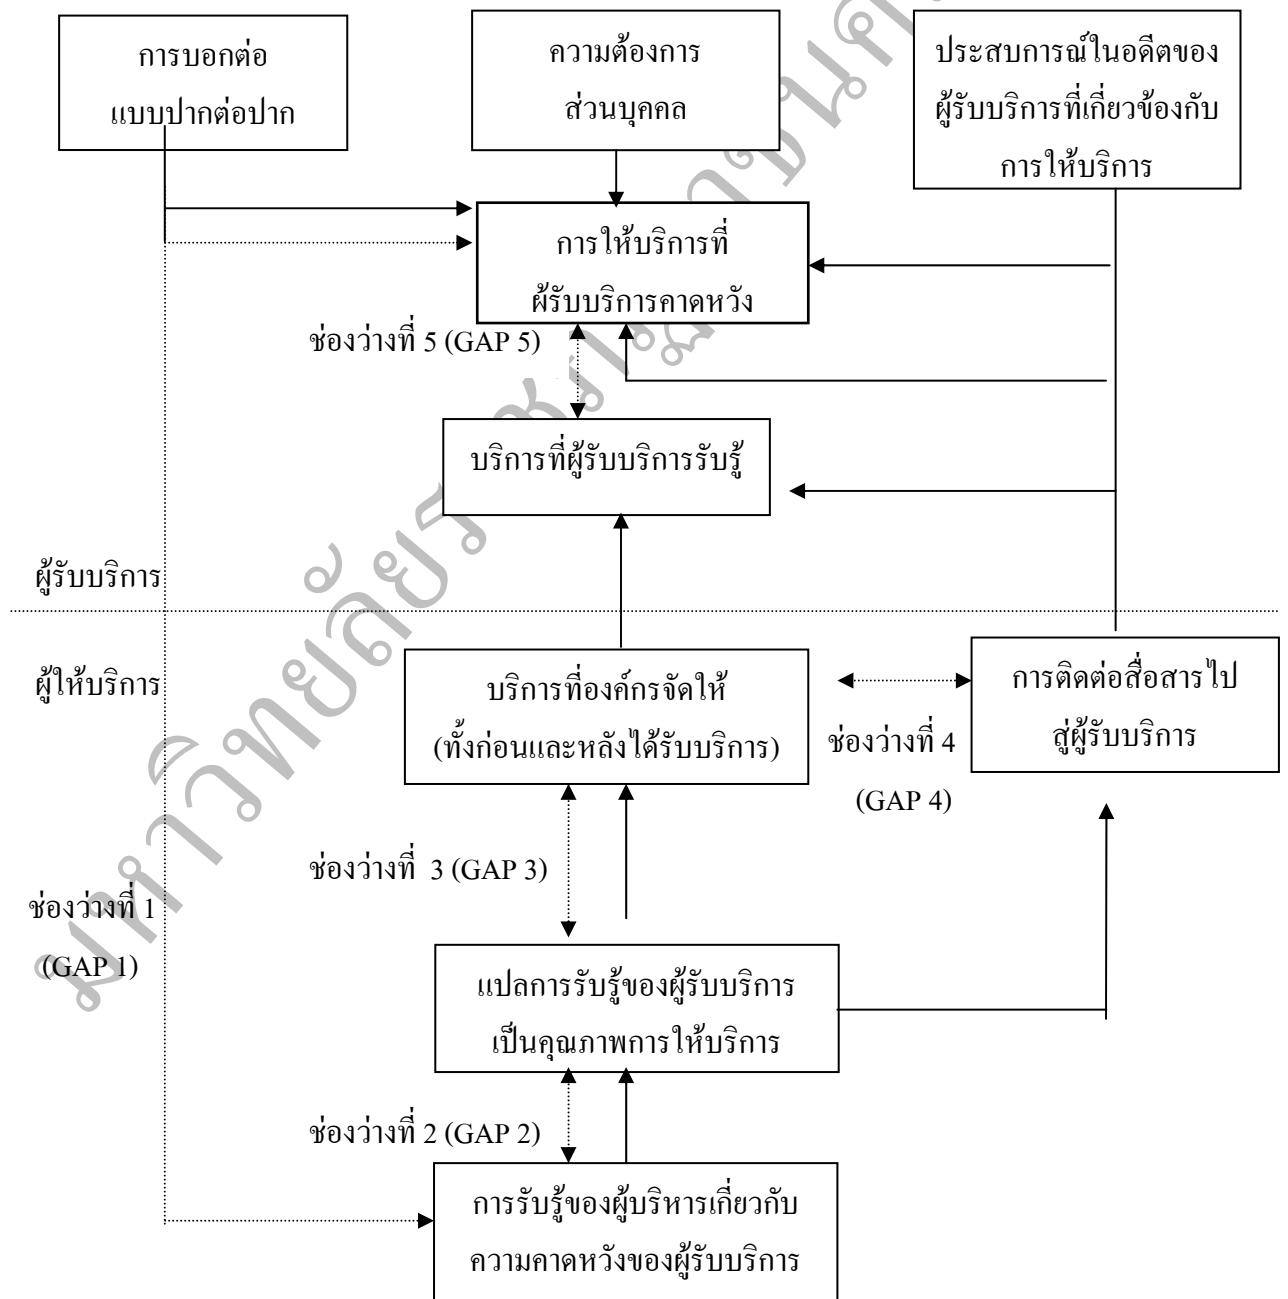 การบอกต่อ
แบบปากต่อปาก
ความต้องการ
ส่วนบุคคล
ประสบการณ์ในอดีตของ
ผู้รับบริการที่เกี่ยวข้องกับ
การให้บริการ
การให้บริการที่
ผู้รับบริการคาดหวัง
ช่องว่างที่ 5 (GAP 5)
บริการที่ผู้รับบริการรับรู้
ผู้รับบริการ
ผู้ให้บริการ
บริการที่องค์กรจัดให้
(ทั้งก่อนและหลังได้รับบริการ)
ช่องว่างที่ 4
(GAP 4)
การติดต่อสื่อสารไป
สู่ผู้รับบริการ
ช่องว่างที่ 3 (GAP 3)
ช่องว่างที่ 1
(GAP 1)
แปลการรับรู้ของผู้รับบริการ
เป็นคุณภาพการให้บริการ
ช่องว่างที่ 2 (GAP 2)
การรับรู้ของผู้บริหารเกี่ยวกับ
ความคาดหวังของผู้รับบริการ